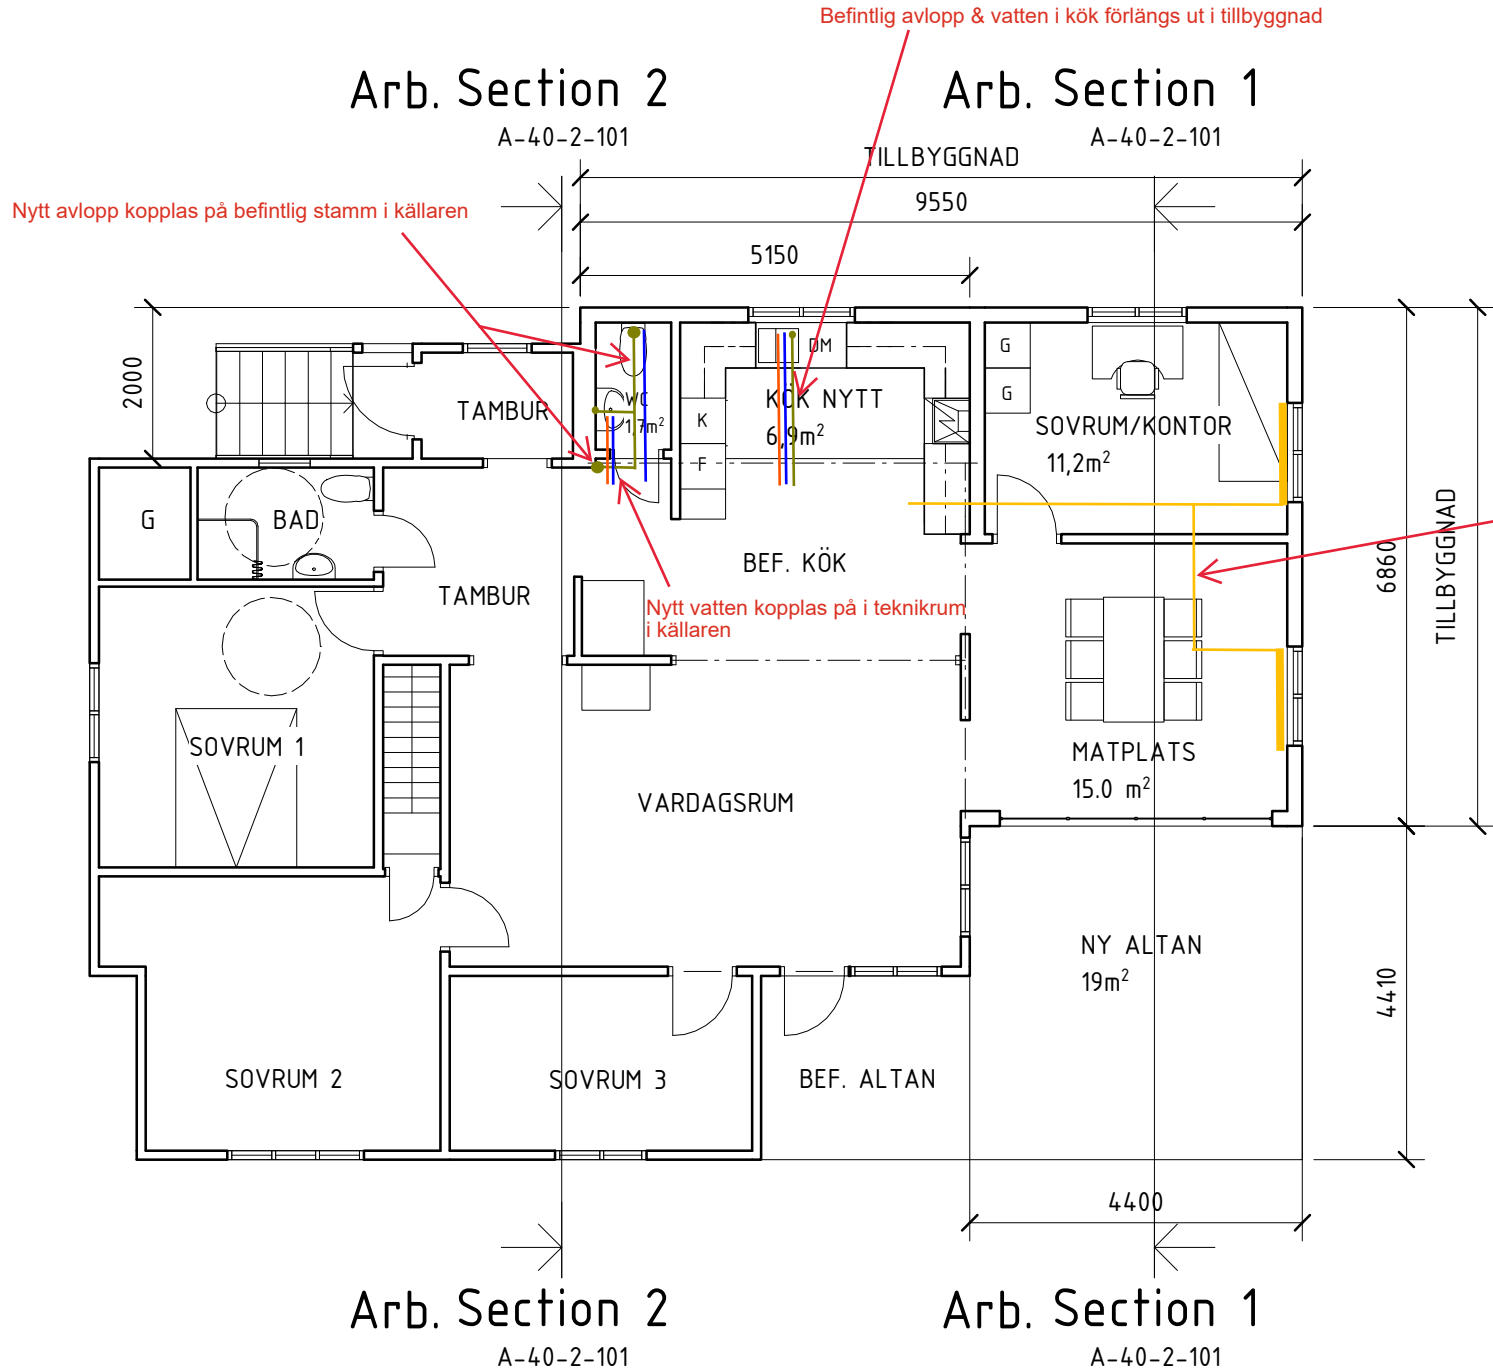 Befintlig avlopp & vatten i kök förlängs ut i tillbyggnad
Arb. Section 2
A-40-2-101
Arb. Section 1
A-40-2-101
TILLBYGGNAD
9550
5150
Nytt avlopp kopplas på befintlig stamm i källaren
2000
TAMBUR
WC
1,7m²
DM
KÖK NYTT
6,9m²
K
F
G
G
SOVRUM/KONTOR
11,2m²
G
BAD
TAMBUR
BEF. KÖK
Nytt vatten kopplas på i teknikrum
i källaren
6860
TILLBYGGNAD
SOVRUM 1
VARDAGSRUM
MATPLATS
15.0 m²
NY ALTAN
19m²
4410
SOVRUM 2
SOVRUM 3
BEF. ALTAN
4400
Arb. Section 2
A-40-2-101
Arb. Section 1
A-40-2-101